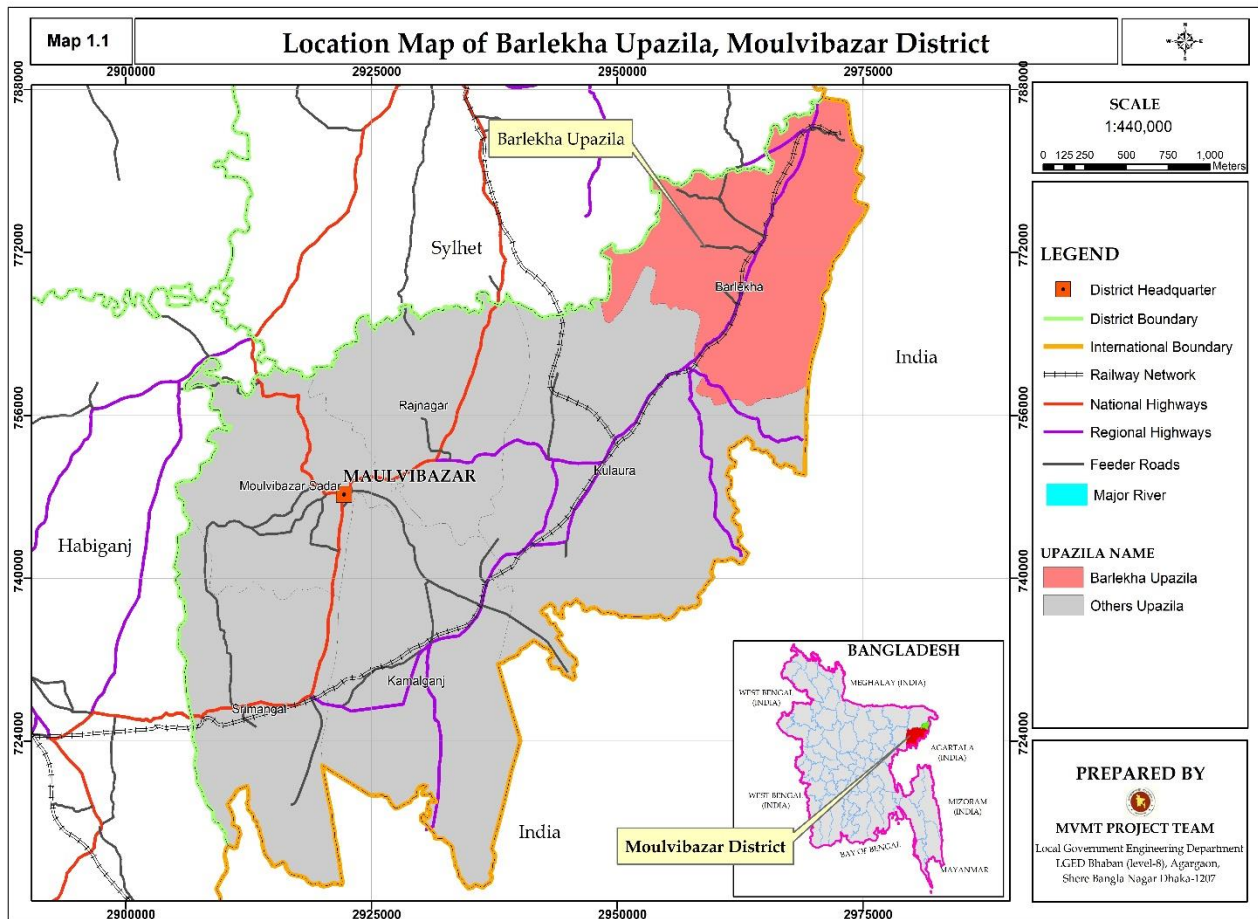 Map 1.1
Location Map of Barlekha Upazila, Moulvibazar District
N
W
E
S
2900000
2925000
2950000
2975000
788000
788000
772000
772000
756000
756000
740000
740000
724000
724000
2900000
2925000
2950000
2975000
Barlekha Upazila
Sylhet
Barlekha
India
Rajnagar
MAULVIBAZAR
Moulvibazar Sadar
Kulaura
Habiganj
Kamalganj
Srimangal
India
BANGLADESH
WEST BENGAL
(INDIA)
MEGHALAY (INDIA)
AGARTALA
(INDIA)
WEST BENGAL
(INDIA)
MIZORAM
(INDIA)
Moulvibazar District
BAY OF BENGAL
MAYANMAR
SCALE
1:440,000
0 125 250 500 750 1,000
Meters
LEGEND
District Headquarter
District Boundary
International Boundary
Railway Network
National Highways
Regional Highways
Feeder Roads
Major River
UPAZILA NAME
Barlekha Upazila
Others Upazila
PREPARED BY
MVMT PROJECT TEAM
Local Government Engineering Department
LGED Bhaban (level-8), Agargaon,
Shere Bangla Nagar Dhaka-1207